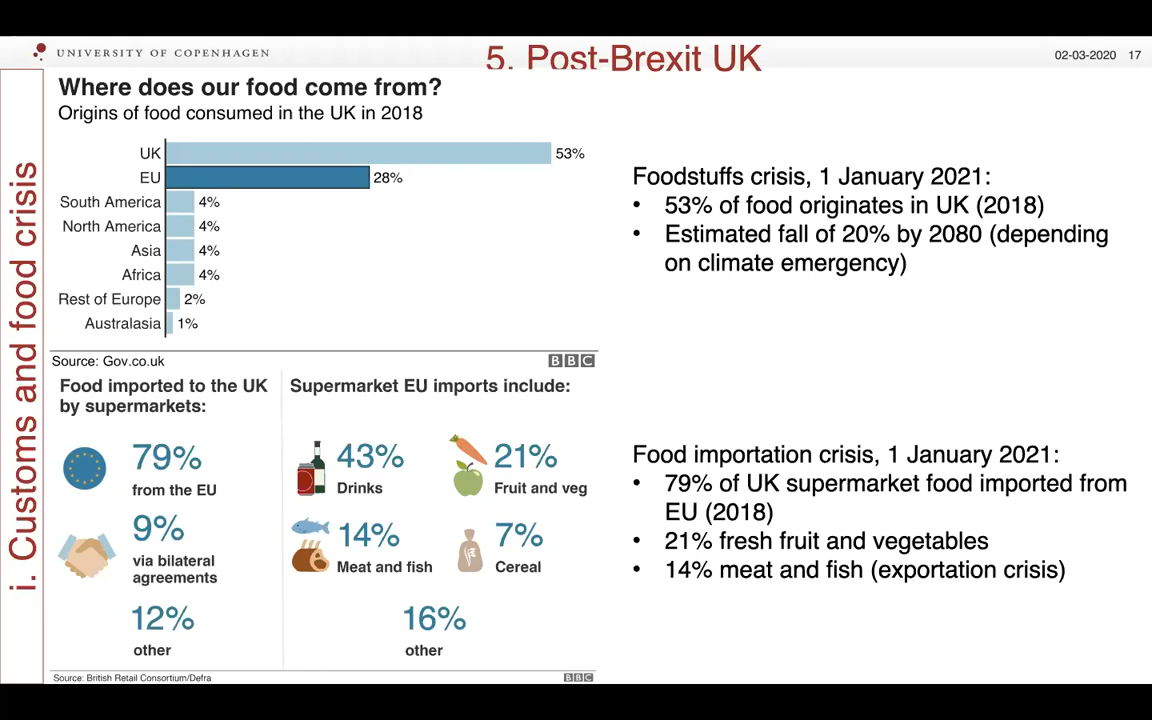 UNIVERSITY OF COPENHAGEN
5. Post-Brexit UK
02-03-2020 17
i. Customs and food crisis
Where does our food come from?
Origins of food consumed in the UK in 2018
UK 53%
EU 28%
South America 4%
North America 4%
Asia 4%
Africa 4%
Rest of Europe 2%
Australasia 1%
Source: Gov.co.uk
BBC
Food imported to the UK
by supermarkets:
79%
from the EU
9%
via bilateral
agreements
12%
other
Supermarket EU imports include:
43%
Drinks
21%
Fruit and veg
14%
Meat and fish
7%
Cereal
16%
other
Source: British Retail Consortium/Defra
BBC
Foodstuffs crisis, 1 January 2021:
• 53% of food originates in UK (2018)
• Estimated fall of 20% by 2080 (depending
on climate emergency)
Food importation crisis, 1 January 2021:
• 79% of UK supermarket food imported from
EU (2018)
• 21% fresh fruit and vegetables
• 14% meat and fish (exportation crisis)